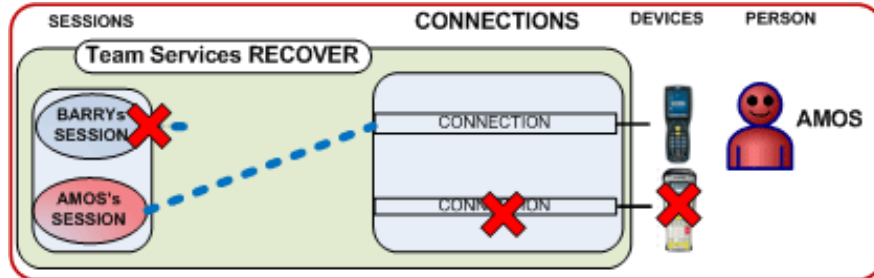 SESSIONS
CONNECTIONS
DEVICES
PERSON
Team Services RECOVER
BARRYs
SESSION
CONNECTION
AMOS
AMOS's
SESSION
CONNECTION